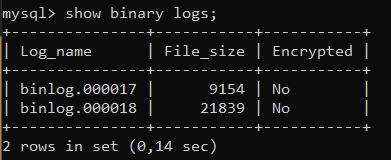 mysql> show binary logs;
+---------------+-----------+-----------+
| Log_name      | File_size | Encrypted |
+---------------+-----------+-----------+
| binlog.000017 |      9154 | No        |
| binlog.000018 |     21839 | No        |
+---------------+-----------+-----------+
2 rows in set (0,14 sec)